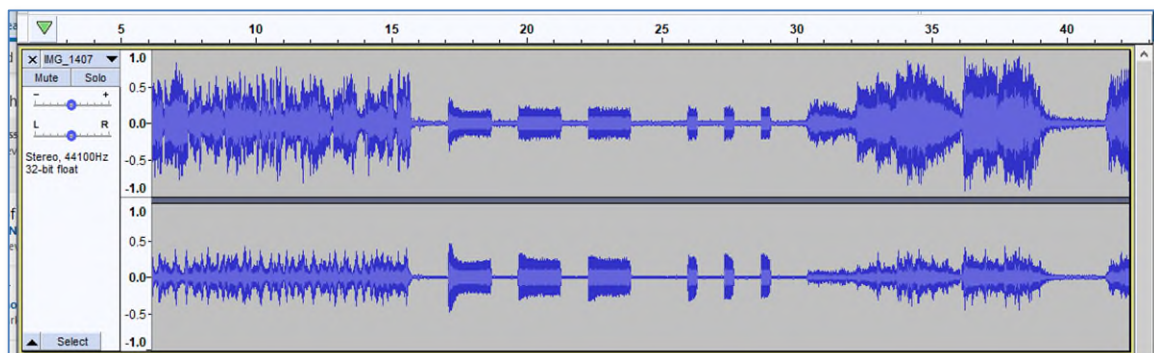 5 10 15 20 25 30 35 40
× IMG_1407
Mute Solo
- +
L R
Stereo, 44100Hz
32-bit float
Select
1.0
0.5-
0.0-
-0.5-
-1.0
1.0
0.5-
0.0-
-0.5-
-1.0